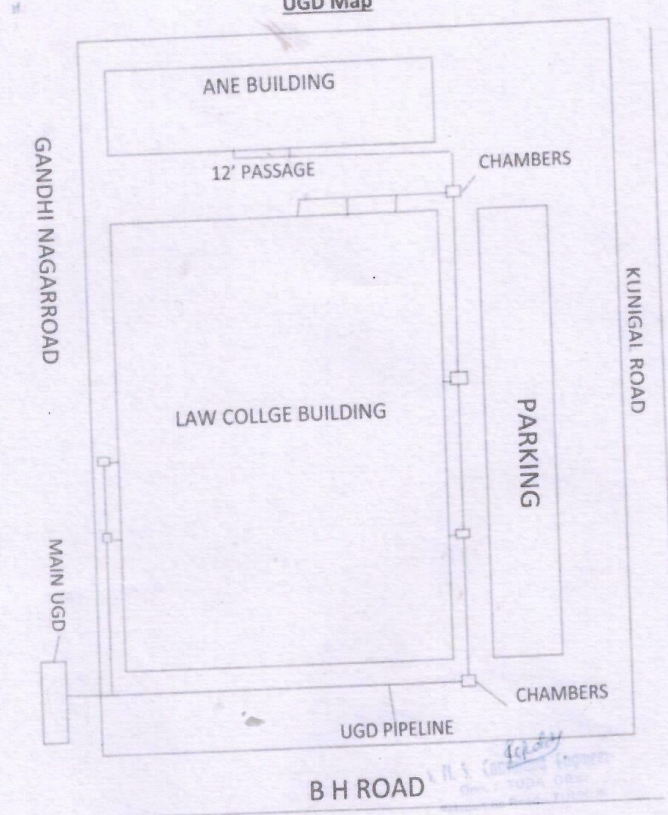 UGD Map
ANE BUILDING
12' PASSAGE
CHAMBERS
GANDHI NAGARROAD
KUNIGAL ROAD
LAW COLLGE BUILDING
PARKING
MAIN UGD
CHAMBERS
UGD PIPELINE
B H ROAD